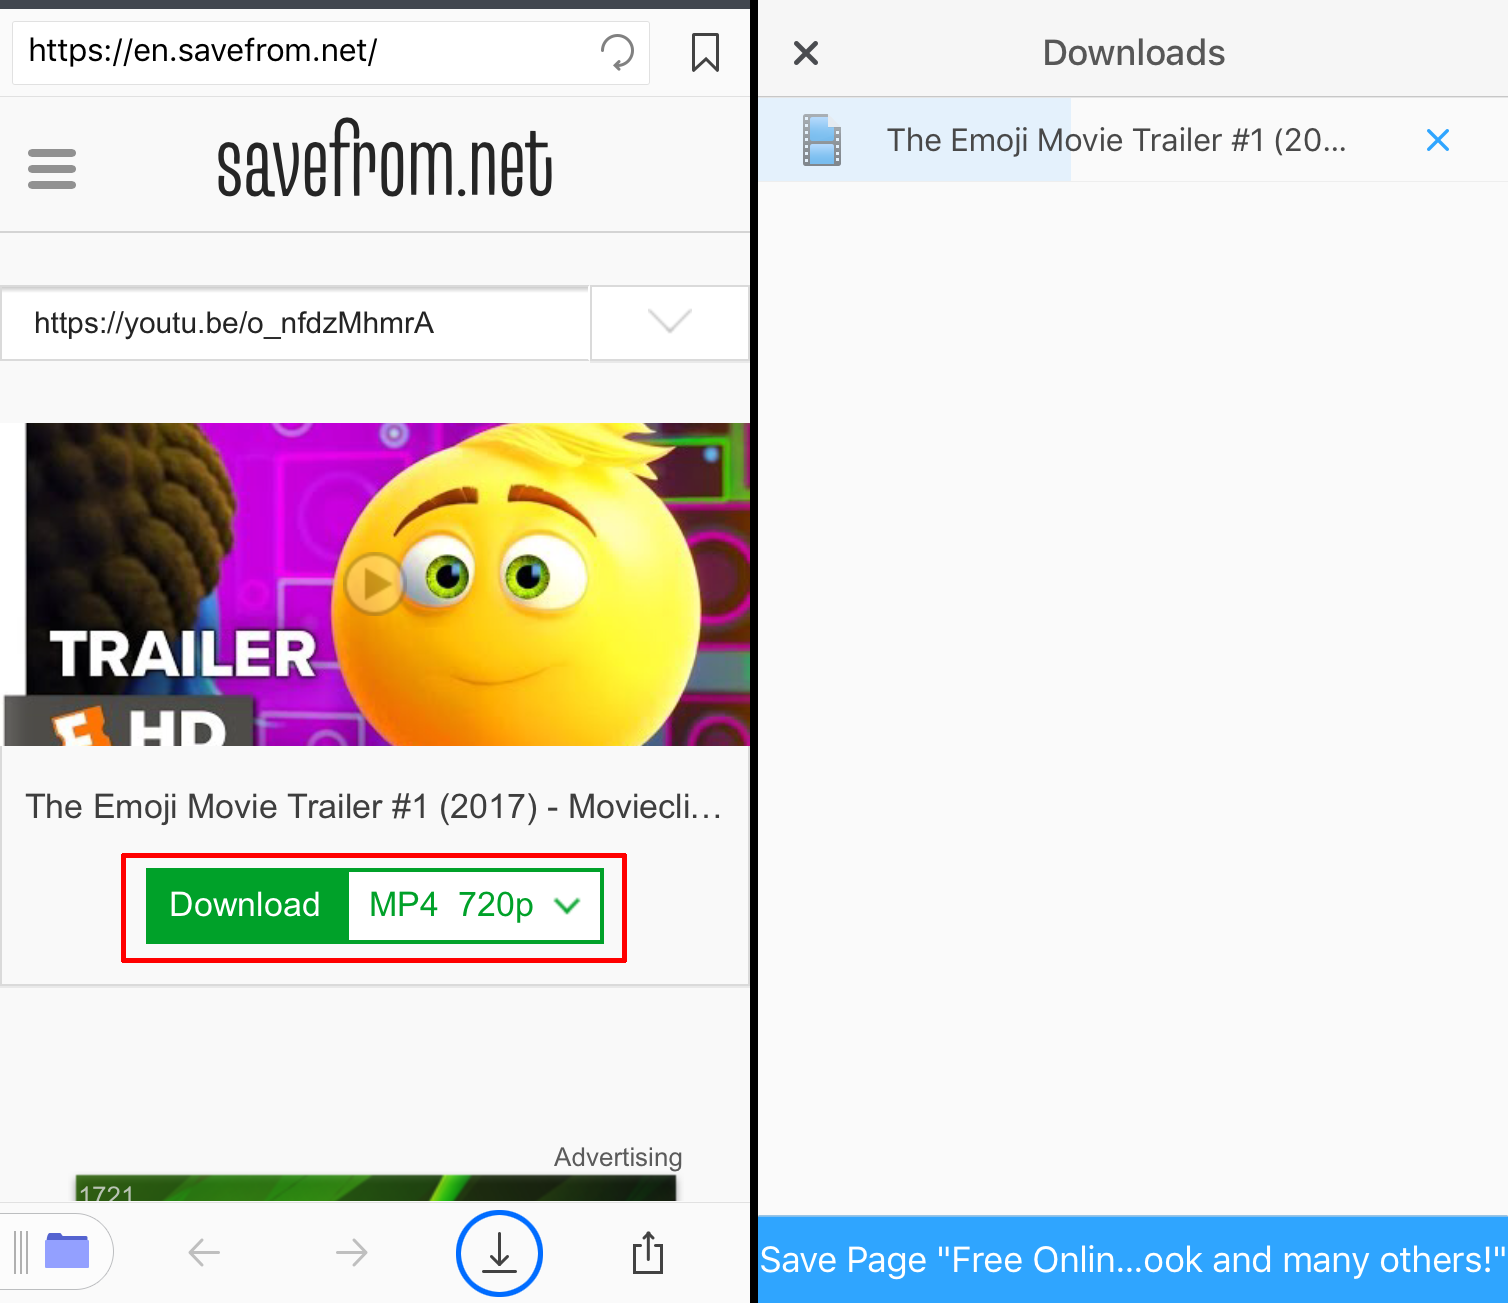 https://en.savefrom.net/
savefrom.net
https://youtu.be/o_nfdzMhmrA
TRAILER
HD
The Emoji Movie Trailer #1 (2017) - Moviecli...
Download MP4 720p
Advertising
1721
Downloads
The Emoji Movie Trailer #1 (20...
Save Page "Free Onlin...ook and many others!"